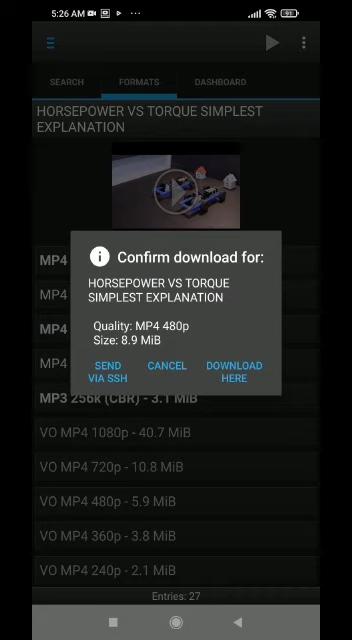 5:26 AM
91
SEARCH
FORMATS
DASHBOARD
HORSEPOWER VS TORQUE SIMPLEST
EXPLANATION
MP4
MP4
MP4
MP4
Confirm download for:
HORSEPOWER VS TORQUE
SIMPLEST EXPLANATION
Quality: MP4 480p
Size: 8.9 MiB
SEND
VIA SSH
CANCEL
DOWNLOAD
HERE
MP3 256k (CBR) - 3.1 MiB
VO MP4 1080p - 40.7 MiB
VO MP4 720p - 10.8 MiB
VO MP4 480p - 5.9 MiB
VO MP4 360p - 3.8 MiB
VO MP4 240p - 2.1 MiB
Entries: 27